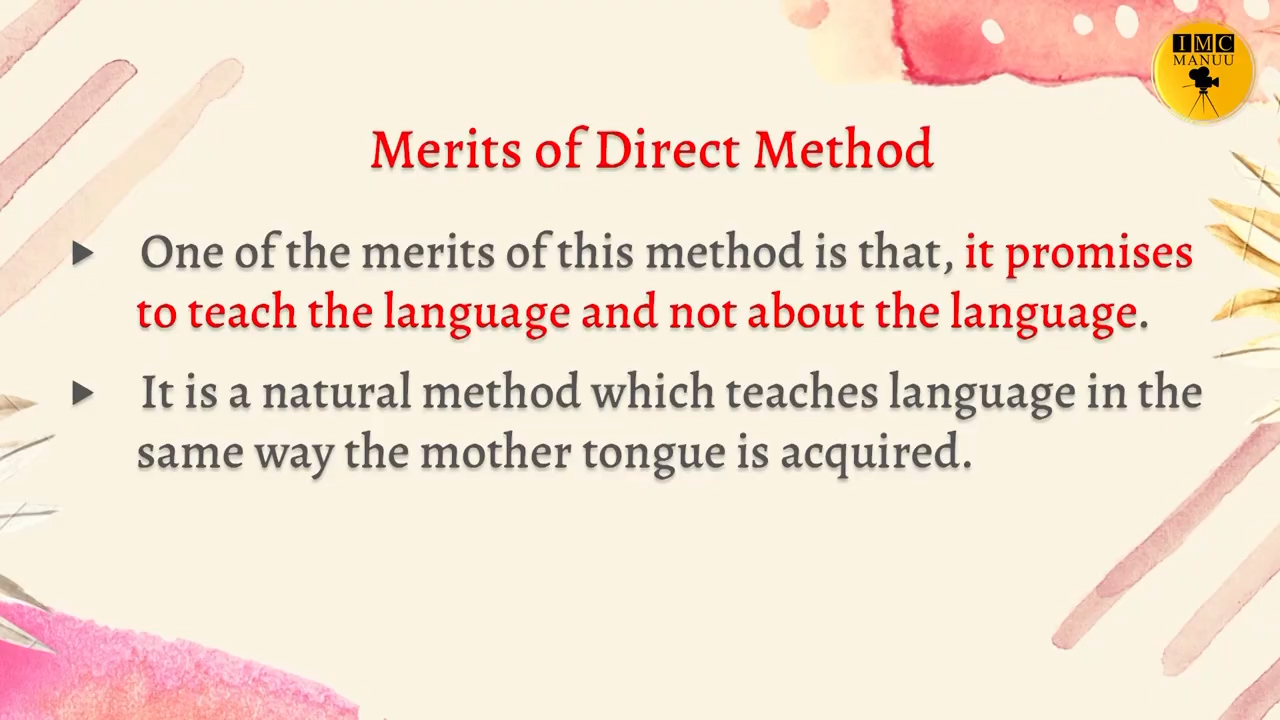 IMC
MANUU
Merits of Direct Method
One of the merits of this method is that, it promises
to teach the language and not about the language.
It is a natural method which teaches language in the
same way the mother tongue is acquired.